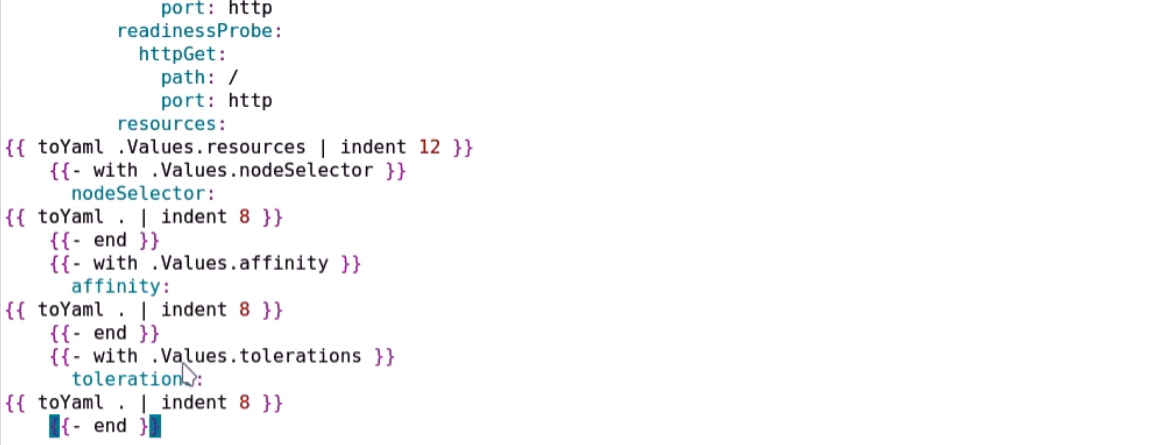 port: http
          readinessProbe:
            httpGet:
              path: /
              port: http
          resources:
{{ toYaml .Values.resources | indent 12 }}
    {{- with .Values.nodeSelector }}
      nodeSelector:
{{ toYaml . | indent 8 }}
    {{- end }}
    {{- with .Values.affinity }}
      affinity:
{{ toYaml . | indent 8 }}
    {{- end }}
    {{- with .Values.tolerations }}
      tolerations:
{{ toYaml . | indent 8 }}
    {{- end }}